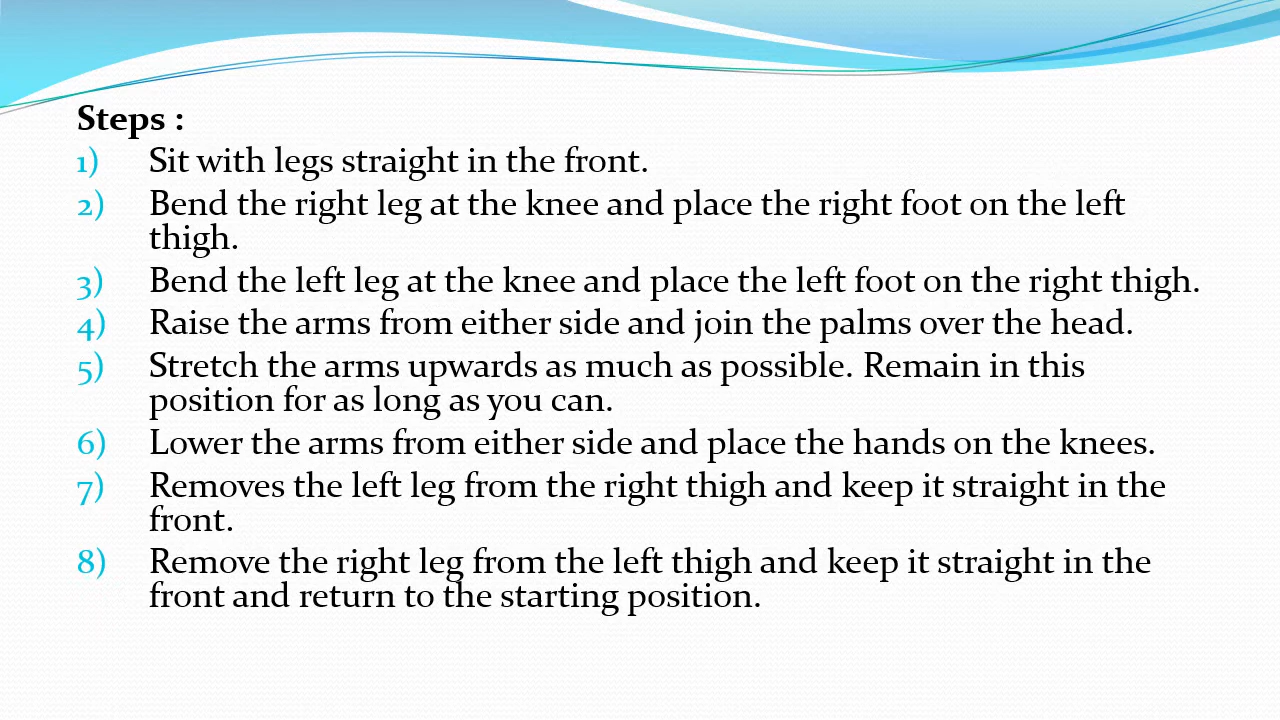 Steps :
1) Sit with legs straight in the front.
2) Bend the right leg at the knee and place the right foot on the left
thigh.
3) Bend the left leg at the knee and place the left foot on the right thigh.
4) Raise the arms from either side and join the palms over the head.
5) Stretch the arms upwards as much as possible. Remain in this
position for as long as you can.
6) Lower the arms from either side and place the hands on the knees.
7) Removes the left leg from the right thigh and keep it straight in the
front.
8) Remove the right leg from the left thigh and keep it straight in the
front and return to the starting position.